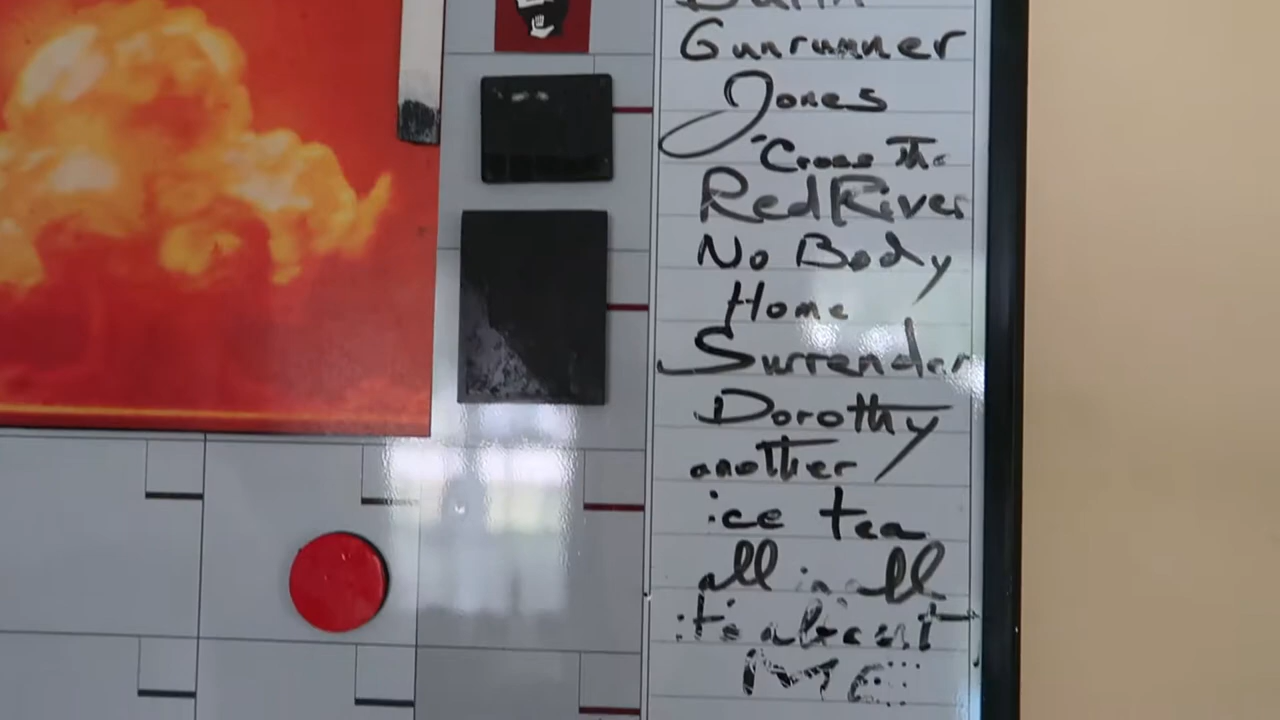 Gunrunner
Jones
"Cross The
Red River
No Body
Home
Surrender
Dorothy
another
ice tea
all in all
it's about
ME